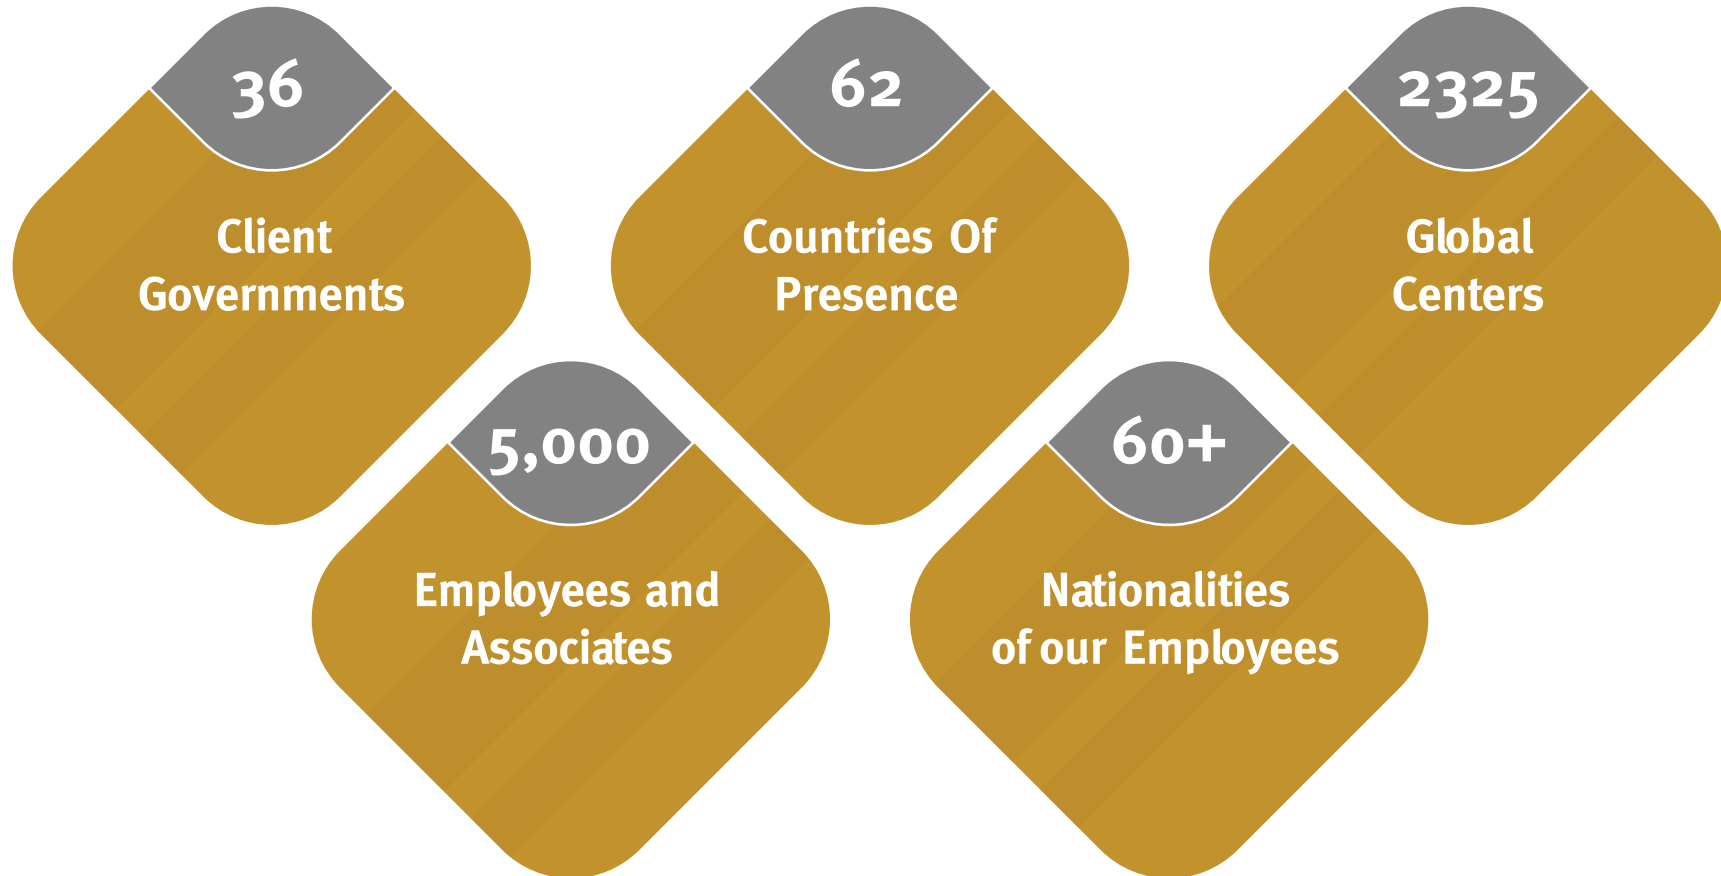 36
Client
Governments
62
Countries Of
Presence
2325
Global
Centers
5,000
Employees and
Associates
60+
Nationalities
of our Employees